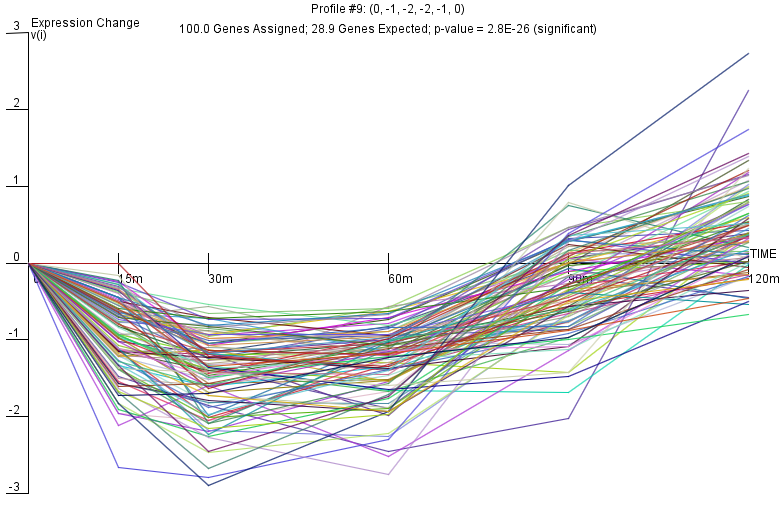 Profile #9: (0, -1, -2, -2, -1, 0)
3
Expression Change
v(i)
100.0 Genes Assigned; 28.9 Genes Expected; p-value = 2.8E-26 (significant)
2
1
0
TIME
15m
30m
60m
90m
120m
-1
-2
-3